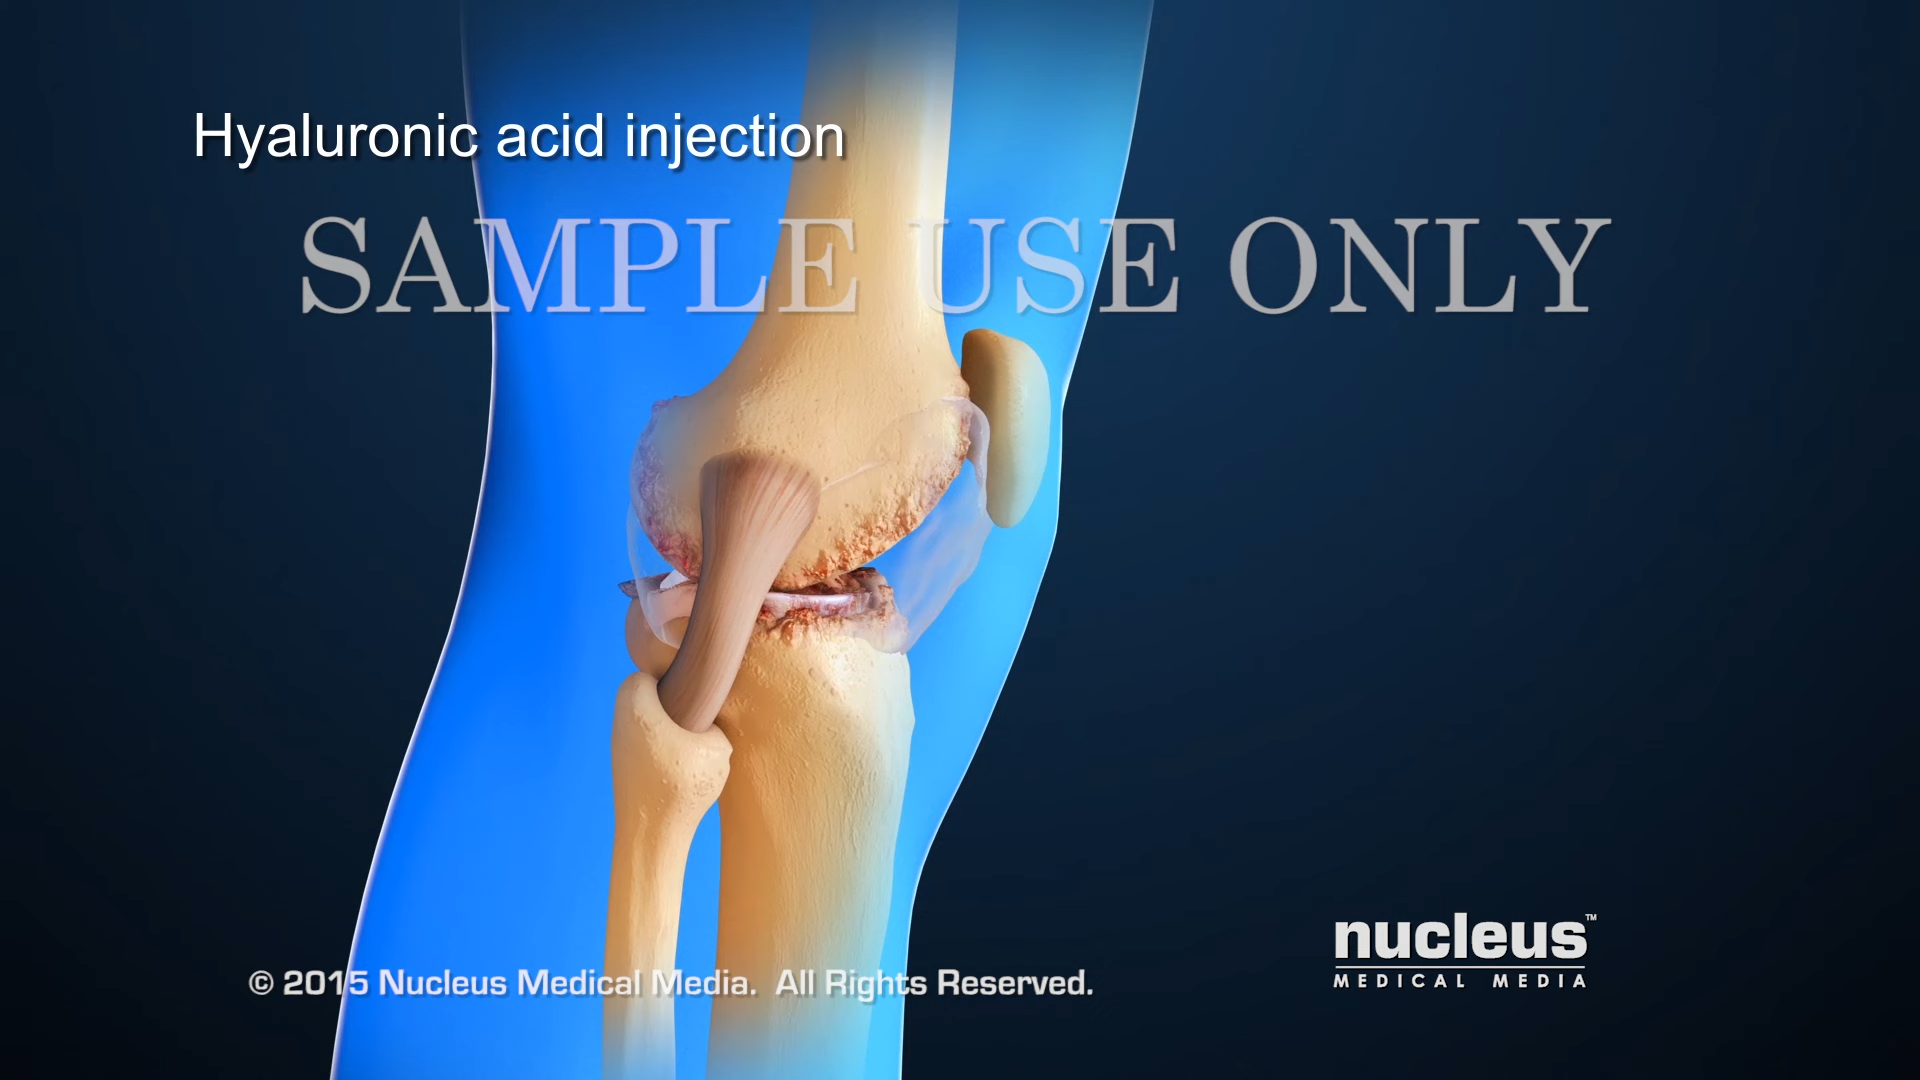 Hyaluronic acid injection
SAMPLE USE ONLY
nucleus™
MEDICAL MEDIA
© 2015 Nucleus Medical Media. All Rights Reserved.